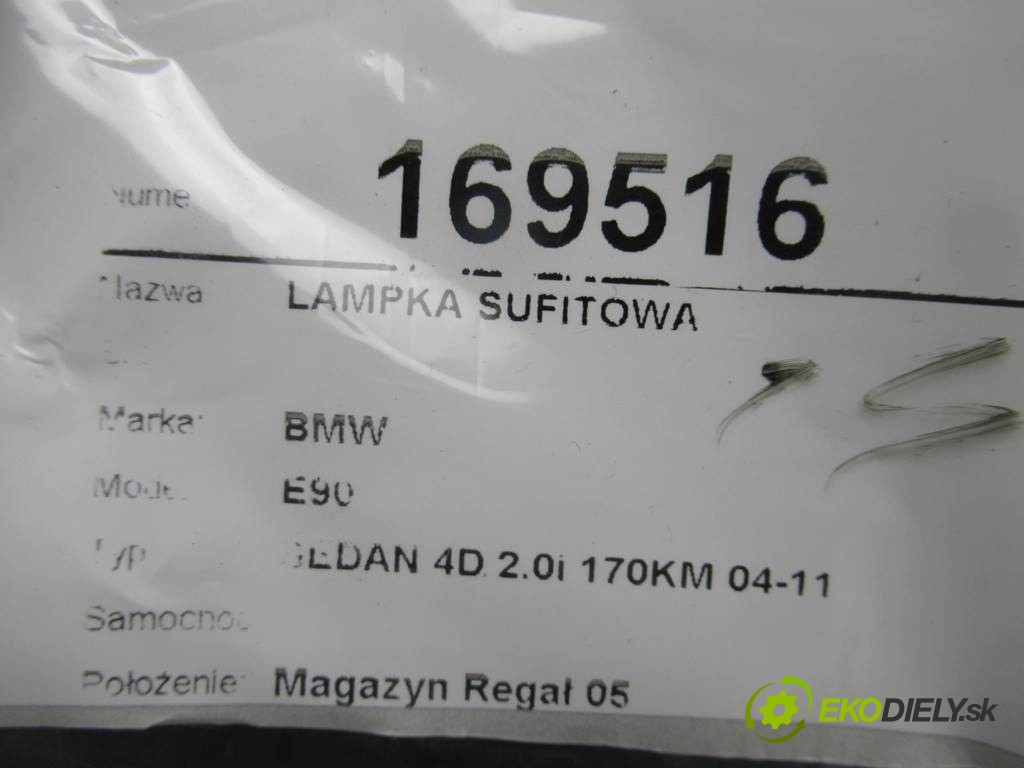 169516
Nazwa LAMPKA SUFITOWA
Marka: BMW
E90
Typ SEDAN 4D 2.0i 170KM 04-11
Położenie: Magazyn Regał 05
EKODIELY.sk